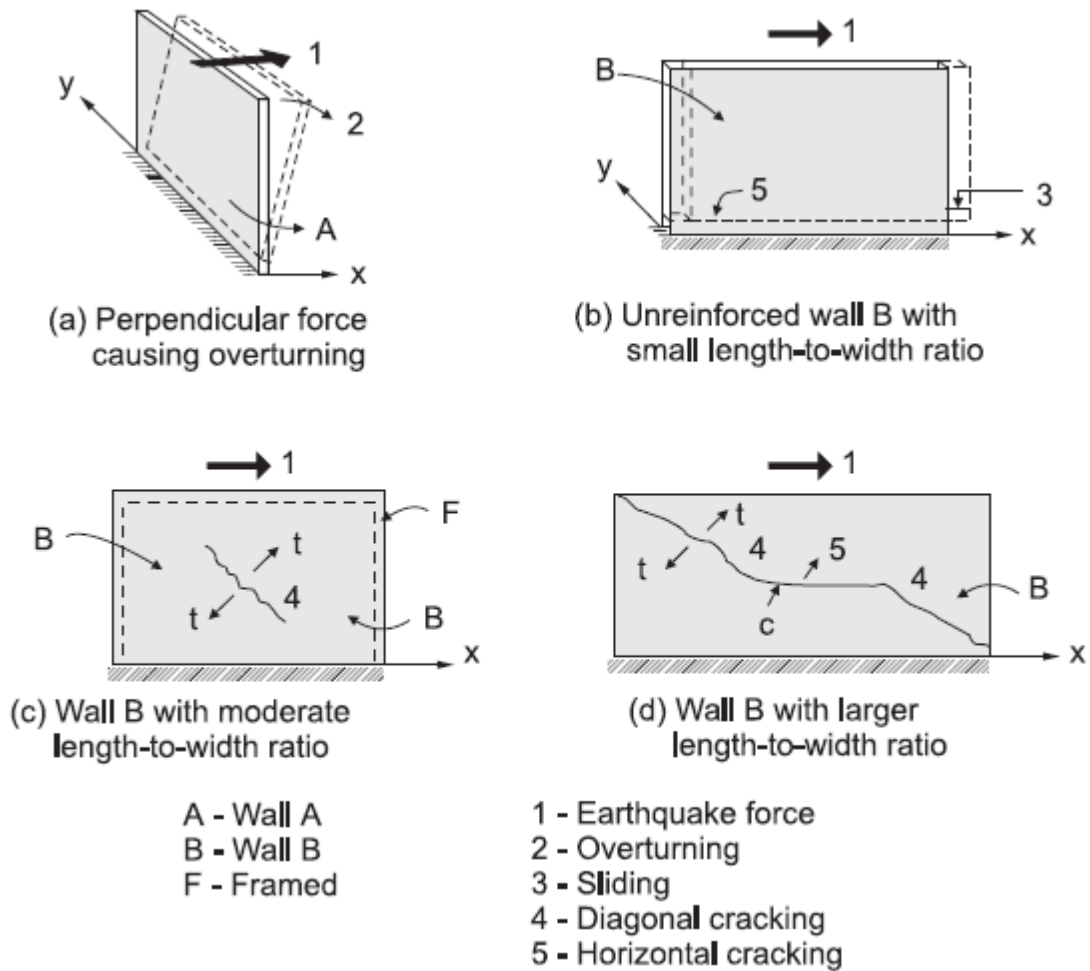 1
y
2
A
x
(a) Perpendicular force
causing overturning
1
B
y
5
3
x
(b) Unreinforced wall B with
small length-to-width ratio
1
F
B
t
t
4
B
x
(c) Wall B with moderate
length-to-width ratio
1
t
4
5
t
4
B
c
x
(d) Wall B with larger
length-to-width ratio
A - Wall A
B - Wall B
F - Framed
1 - Earthquake force
2 - Overturning
3 - Sliding
4 - Diagonal cracking
5 - Horizontal cracking